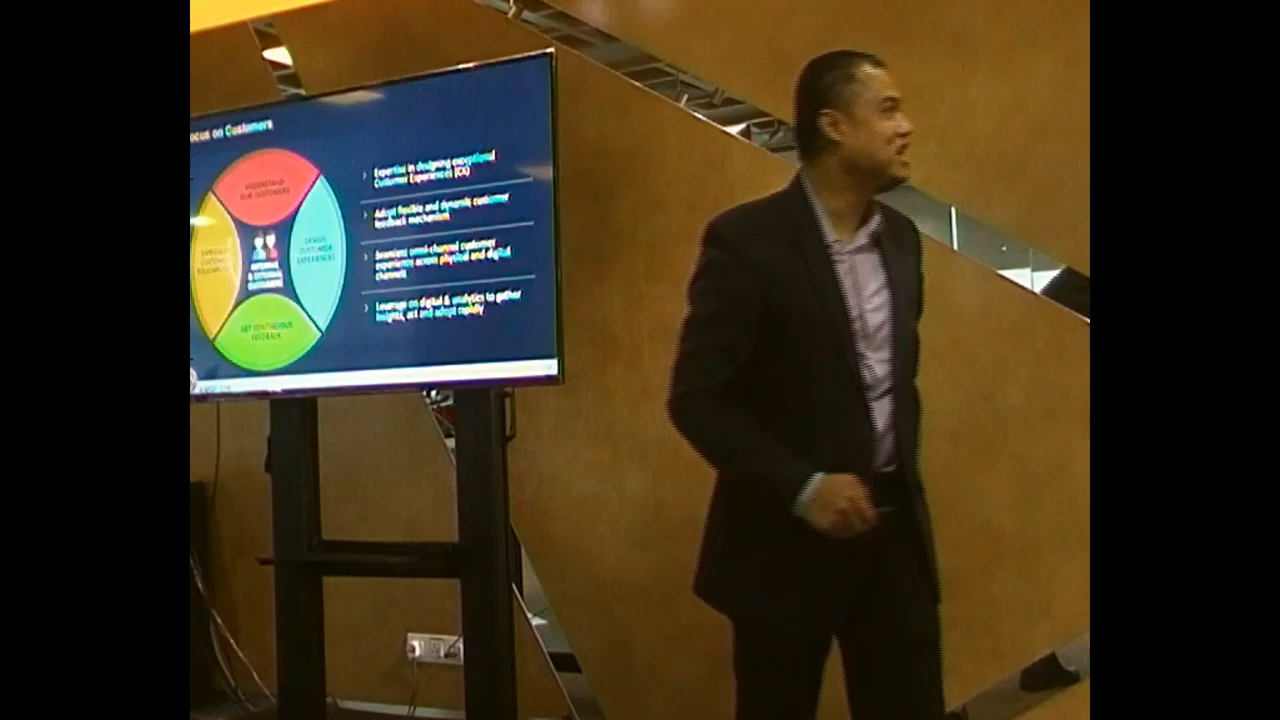 ocus on Customers
UNDERSTAND
OUR CUSTOMERS
DESIGN
CUSTOMER
EXPERIENCES
INTERNAL
& EXTERNAL
CUSTOMERS
GET CONTINUOUS
FEEDBACK
Expertise in designing exceptional
Customer Experiences (CX)
Adopt flexible and dynamic customer
feedback mechanism
Seamless omni-channel customer
experience across physical and digital
channels
Leverage on digital & analytics to gather
insights, act and adapt rapidly